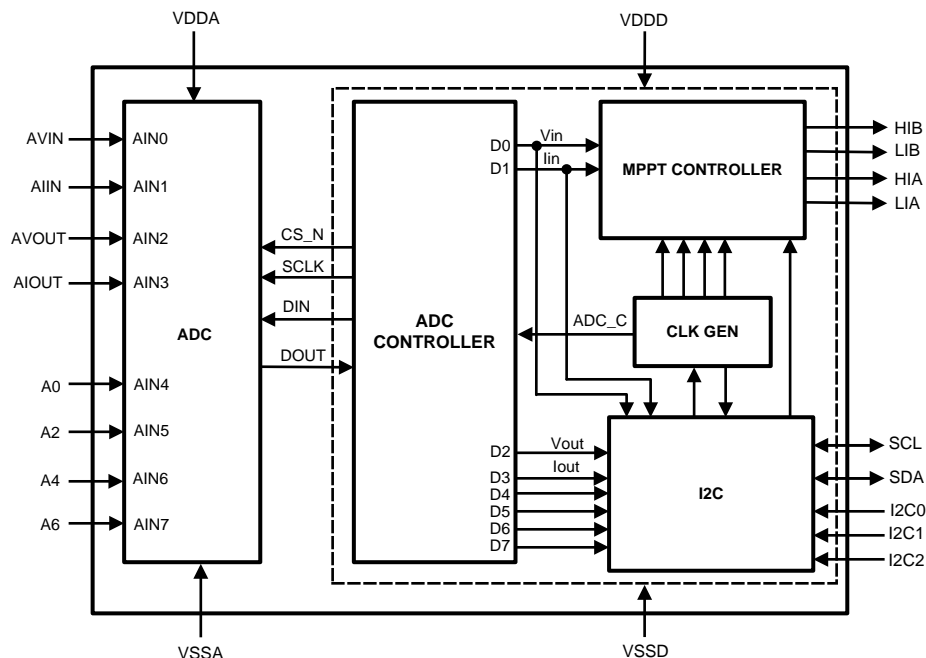 VDDA
VDDD
AVIN
AIIN
AVOUT
AIOUT
A0
A2
A4
A6
AIN0
AIN1
AIN2
AIN3
ADC
AIN4
AIN5
AIN6
AIN7
CS_N
SCLK
DIN
DOUT
ADC
CONTROLLER
D0
D1
D2
D3
D4
D5
D6
D7
Vin
Iin
ADC_C
Vout
Iout
MPPT CONTROLLER
CLK GEN
I2C
HIB
LIB
HIA
LIA
SCL
SDA
I2C0
I2C1
I2C2
VSSA
VSSD